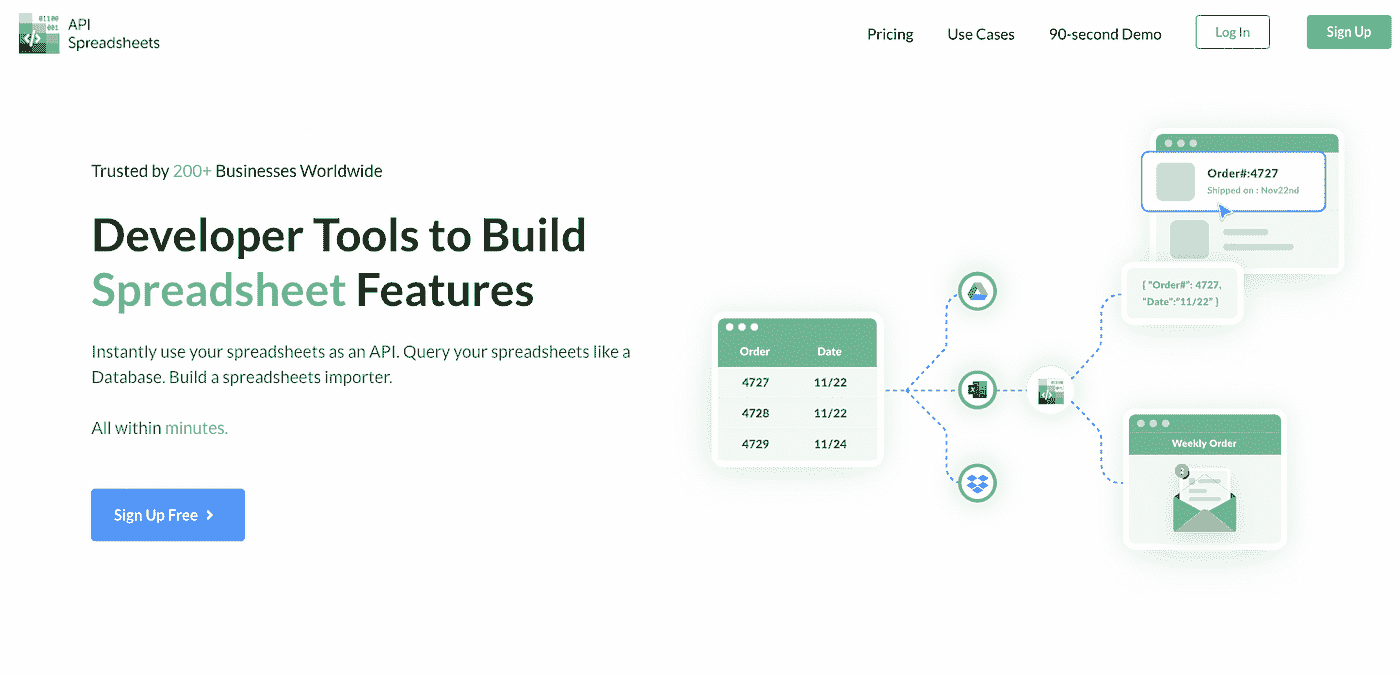 01100
001
API
Spreadsheets
Pricing
Use Cases
90-second Demo
Log In
Sign Up
Trusted by 200+ Businesses Worldwide
Developer Tools to Build
Spreadsheet Features
Instantly use your spreadsheets as an API. Query your spreadsheets like a
Database. Build a spreadsheets importer.
All within minutes.
Sign Up Free
Order Date
4727 11/22
4728 11/22
4729 11/24
Order#:4727
Shipped on : Nov22nd
{ "Order#": 4727,
"Date":"11/22" }
Weekly Order